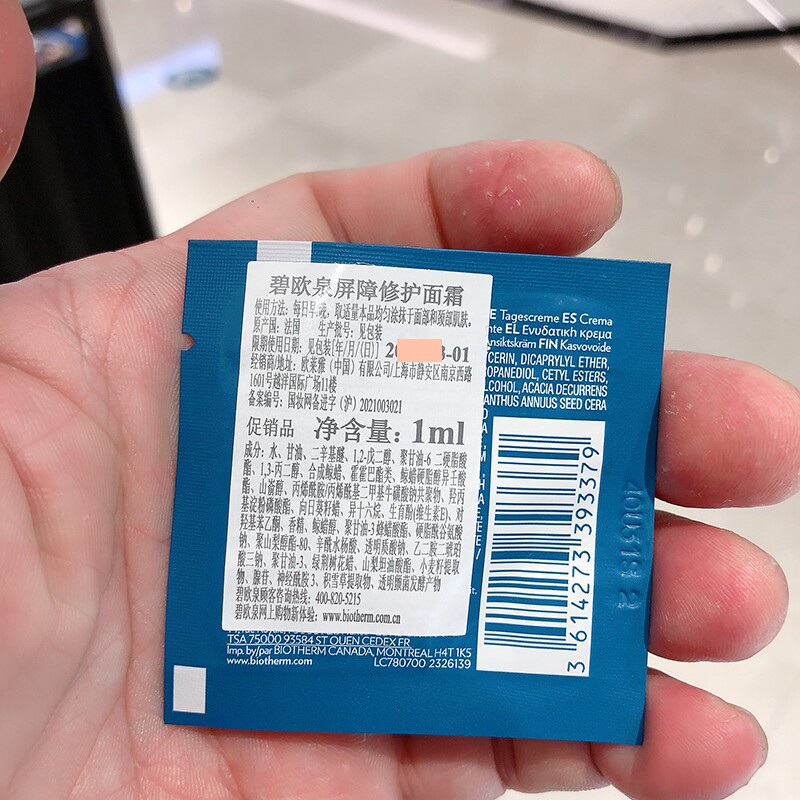 碧欧泉屏障修护面霜
使用方法：每日早晚，取适量本品均匀涂抹于面部和颈部肌肤。
原产国：法国 生产批号：见包装
限期使用日期：见包装[年/月/(日)] 20 8-01
经销商/地址：欧莱雅（中国）有限公司/上海市静安区南京西路
1601号越洋国际广场11楼
备案编号：国妆网备进字（沪）2021003021
促销品 净含量：1ml
成分：水、甘油、二辛基醚、1,2-戊二醇、聚甘油-6 二硬脂酸
酯、1,3-丙二醇、合成鲸蜡、霍霍巴酯类、鲸蜡硬脂醇异壬酸
酯、山嵛醇、丙烯酰胺/丙烯酰基二甲基牛磺酸钠共聚物、羟丙
基淀粉磷酸酯、向日葵籽蜡、异十六烷、生育酚(维生素E)、对
羟基苯乙酮、香精、鲸蜡醇、聚甘油-3 蜂蜡酸酯、硬脂酰谷氨酸
钠、聚山梨醇酯-80、辛酰水杨酸、透明质酸钠、乙二胺二琥珀
酸三钠、聚甘油-3、绿荆树花蜡、山梨坦油酸酯、小麦籽提取
物、腺苷、神经酰胺 3、积雪草提取物、透明颤菌发酵产物
碧欧泉顾客咨询热线：400-820-5215
碧欧泉网上购物新体验：www.biotherm.com.cn
E Tagescreme ES Crema
nte EL Ενυδατική κρεμα
nsiktskräm FIN Kasvovoide
CERIN, DICAPRYLYL ETHER,
OPANEDIOL, CETYL ESTERS,
LCOHOL, ACACIA DECURRENS
ANTHUS ANNUUS SEED CERA
3 614273 393379
40U319 2
TSA 75000 93584 ST OUEN CEDEX FR
Imp. by/par BIOTHERM CANADA, MONTREAL H4T 1K5
www.biotherm.com LC780700 2326139